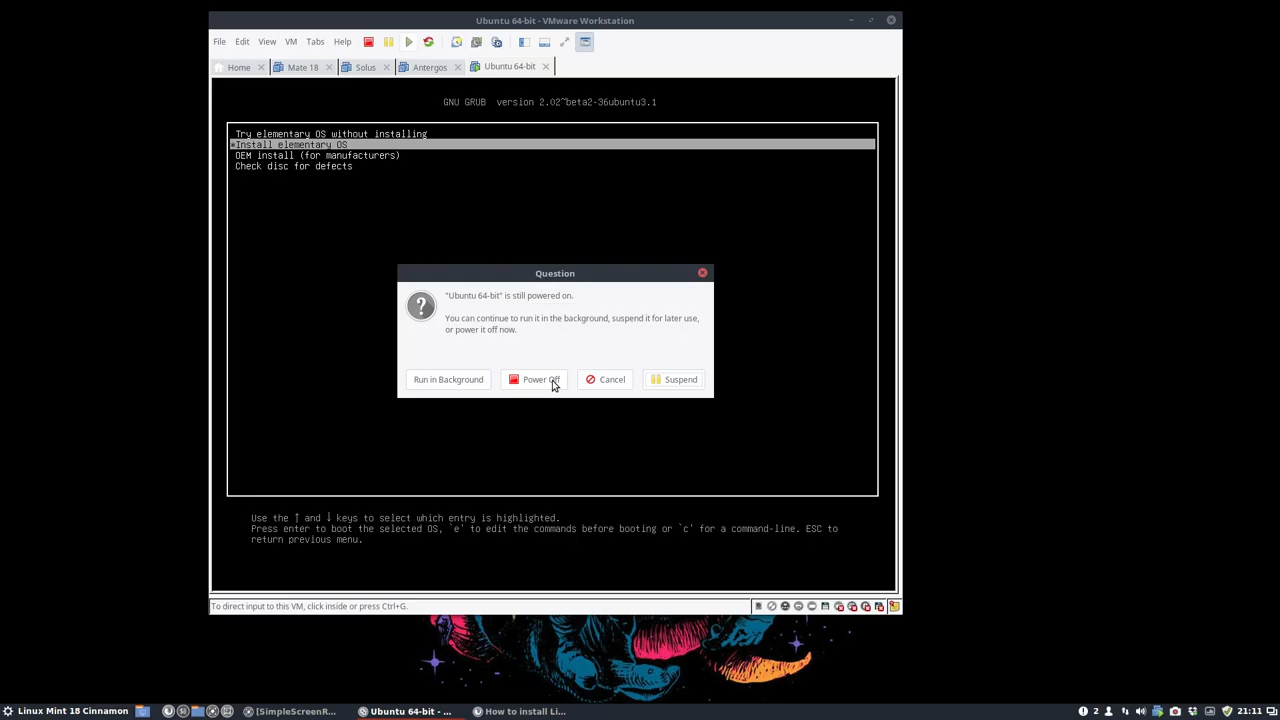 Ubuntu 64-bit - VMware Workstation
File Edit View VM Tabs Help
Home Mate 18 Solus Antergos Ubuntu 64-bit
GNU GRUB version 2.02~beta2-36ubuntu3.1
Try elementary OS without installing
*Install elementary OS
OEM install (for manufacturers)
Check disc for defects
Question
"Ubuntu 64-bit" is still powered on.
You can continue to run it in the background, suspend it for later use,
or power it off now.
Run in Background Power Off Cancel Suspend
Use the ↑ and ↓ keys to select which entry is highlighted.
Press enter to boot the selected OS, `e' to edit the commands before booting or `c' for a command-line. ESC to
return previous menu.
To direct input to this VM, click inside or press Ctrl+G.
Linux Mint 18 Cinnamon [SimpleScreenR... Ubuntu 64-bit - ... How to install Li... 2 21:11